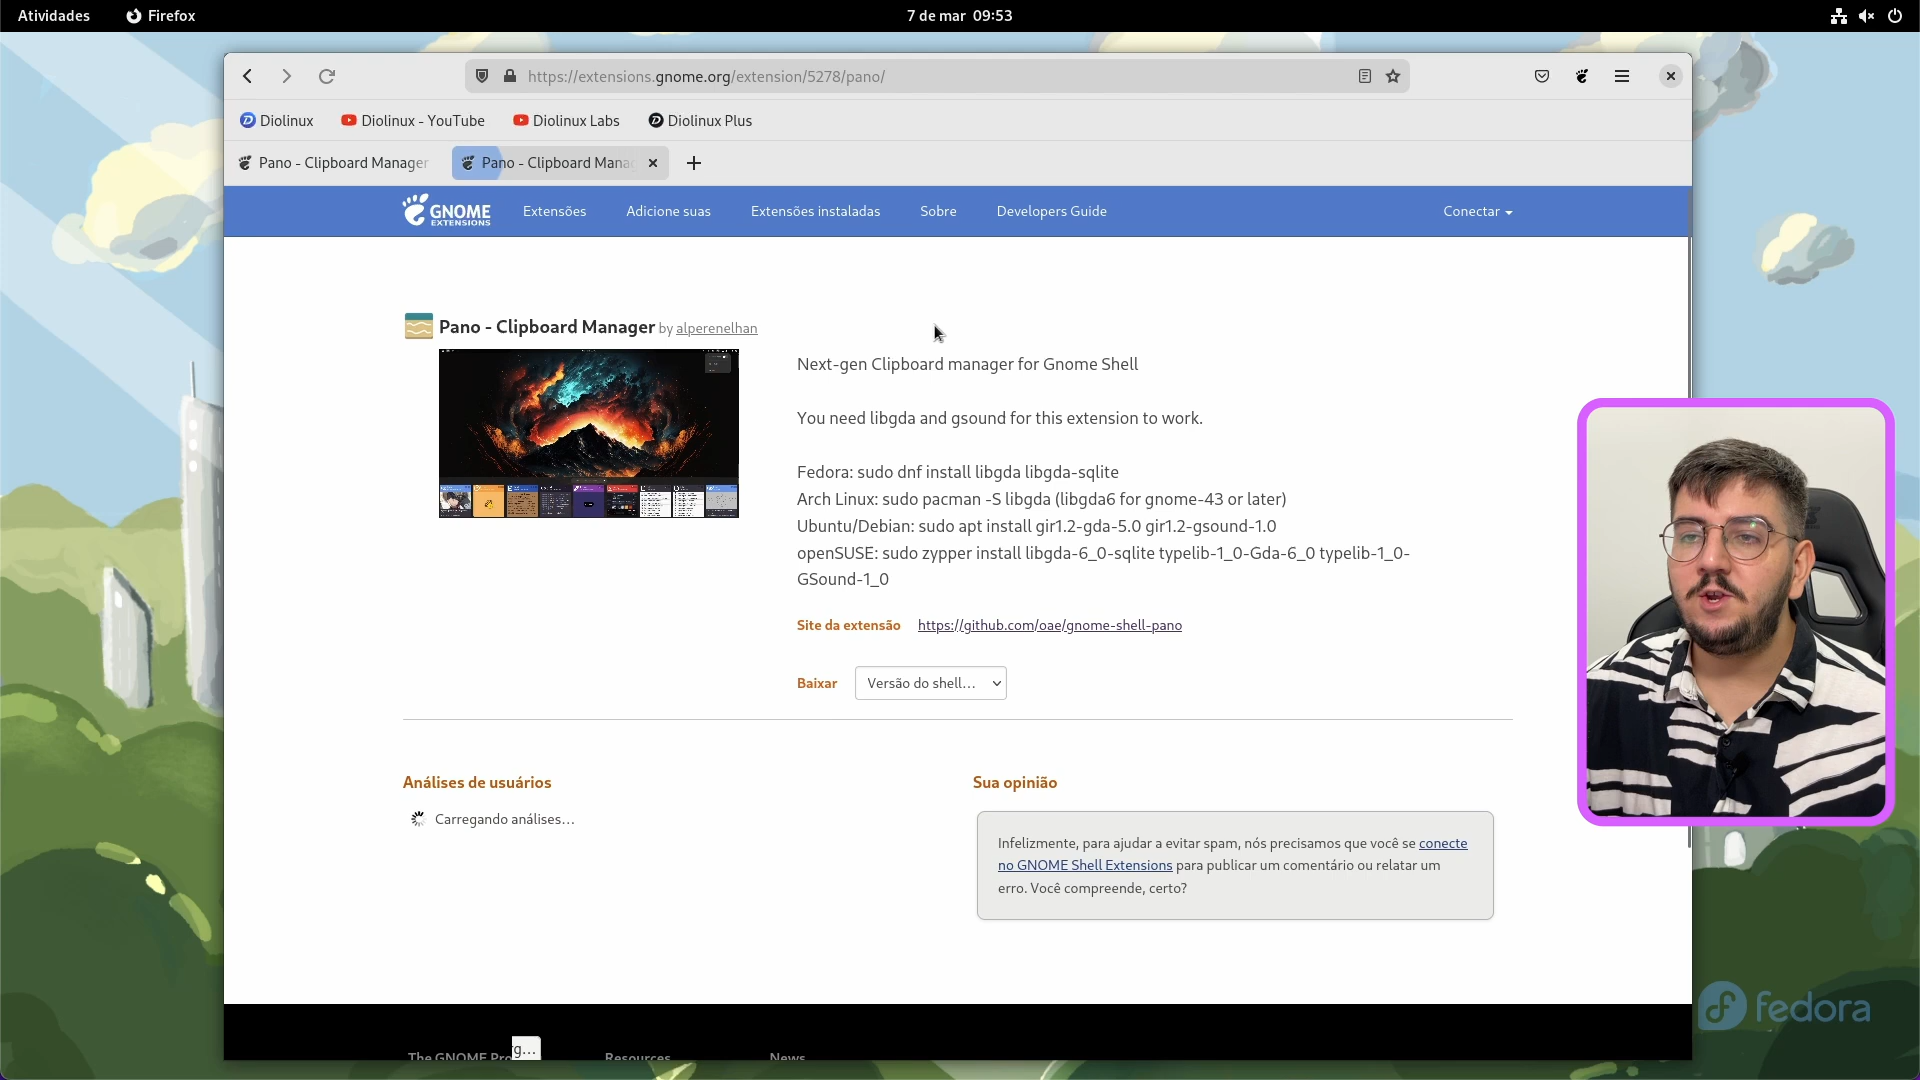 Atividades
Firefox
7 de mar 09:53
https://extensions.gnome.org/extension/5278/pano/
Diolinux
Diolinux - YouTube
Diolinux Labs
Diolinux Plus
Pano - Clipboard Manager
Pano - Clipboard Mana
GNOME
EXTENSIONS
Extensões
Adicione suas
Extensões instaladas
Sobre
Developers Guide
Conectar
Pano - Clipboard Manager by alperenelhan
Next-gen Clipboard manager for Gnome Shell
You need libgda and gsound for this extension to work.
Fedora: sudo dnf install libgda libgda-sqlite
Arch Linux: sudo pacman -S libgda (libgda6 for gnome-43 or later)
Ubuntu/Debian: sudo apt install gir1.2-gda-5.0 gir1.2-gsound-1.0
openSUSE: sudo zypper install libgda-6_0-sqlite typelib-1_0-Gda-6_0 typelib-1_0-
GSound-1_0
Site da extensão https://github.com/oae/gnome-shell-pano
Baixar Versão do shell...
Análises de usuários
Carregando análises...
Sua opinião
Infelizmente, para ajudar a evitar spam, nós precisamos que você se conecte
no GNOME Shell Extensions para publicar um comentário ou relatar um
erro. Você compreende, certo?
The GNOME Pro
rg...
Resources
News
fedora